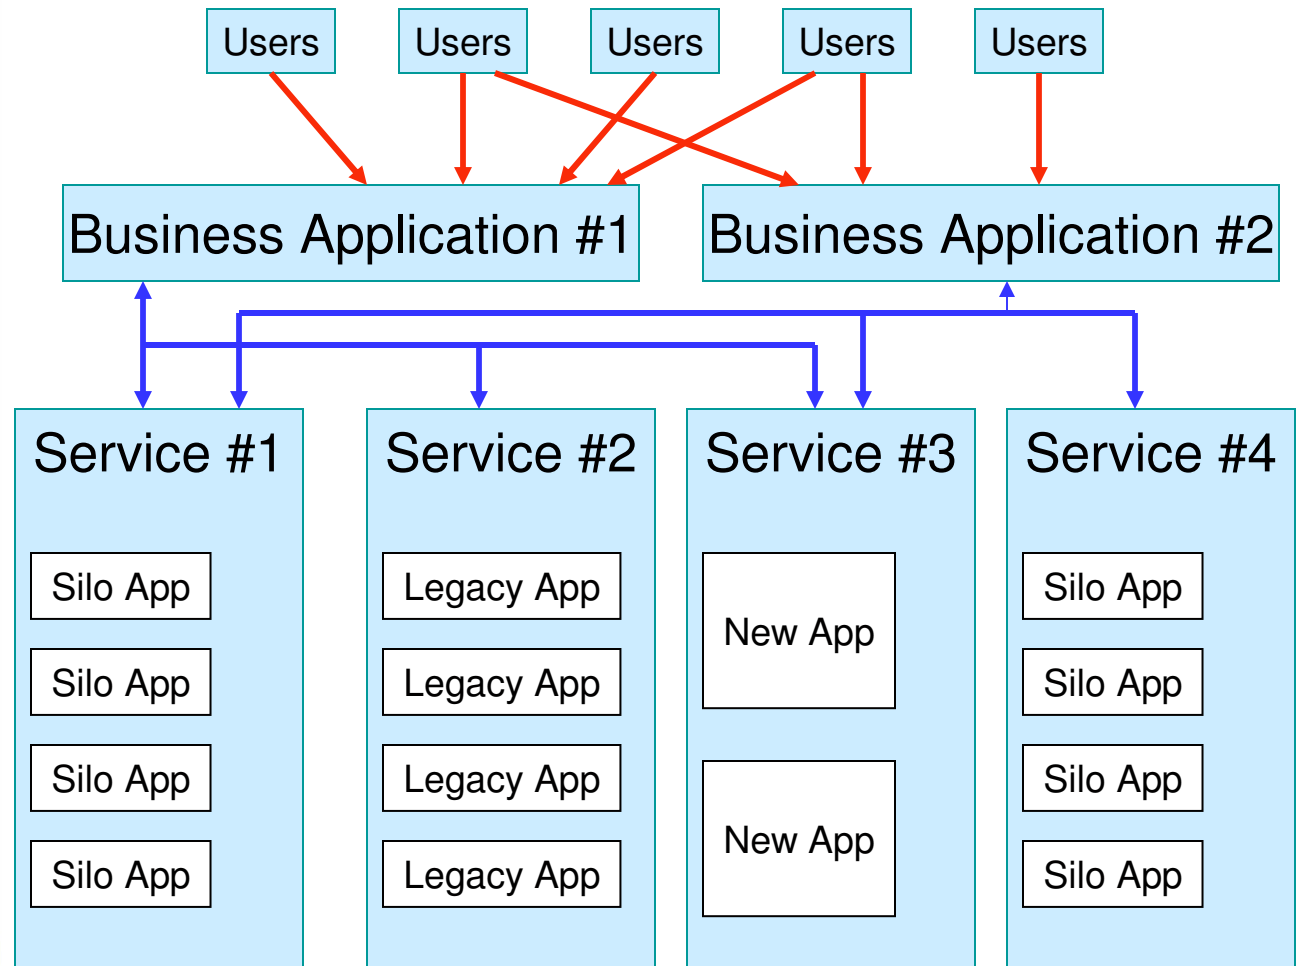 Users
Users
Users
Users
Users
Business Application #1
Business Application #2
Service #1
Silo App
Silo App
Silo App
Silo App
Service #2
Legacy App
Legacy App
Legacy App
Legacy App
Service #3
New App
New App
Service #4
Silo App
Silo App
Silo App
Silo App